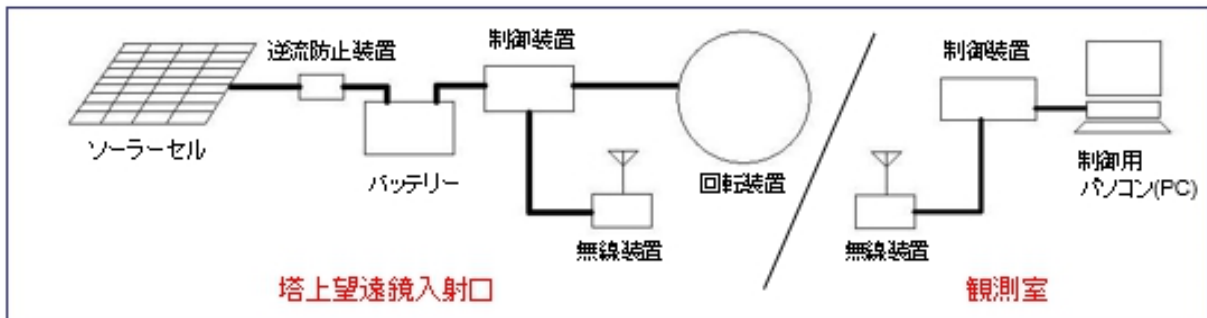 逆流防止装置
制御装置
制御装置
ソーラーセル
バッテリー
回転装置
制御用
パソコン(PC)
無線装置
無線装置
塔上望遠鏡入射口
観測室